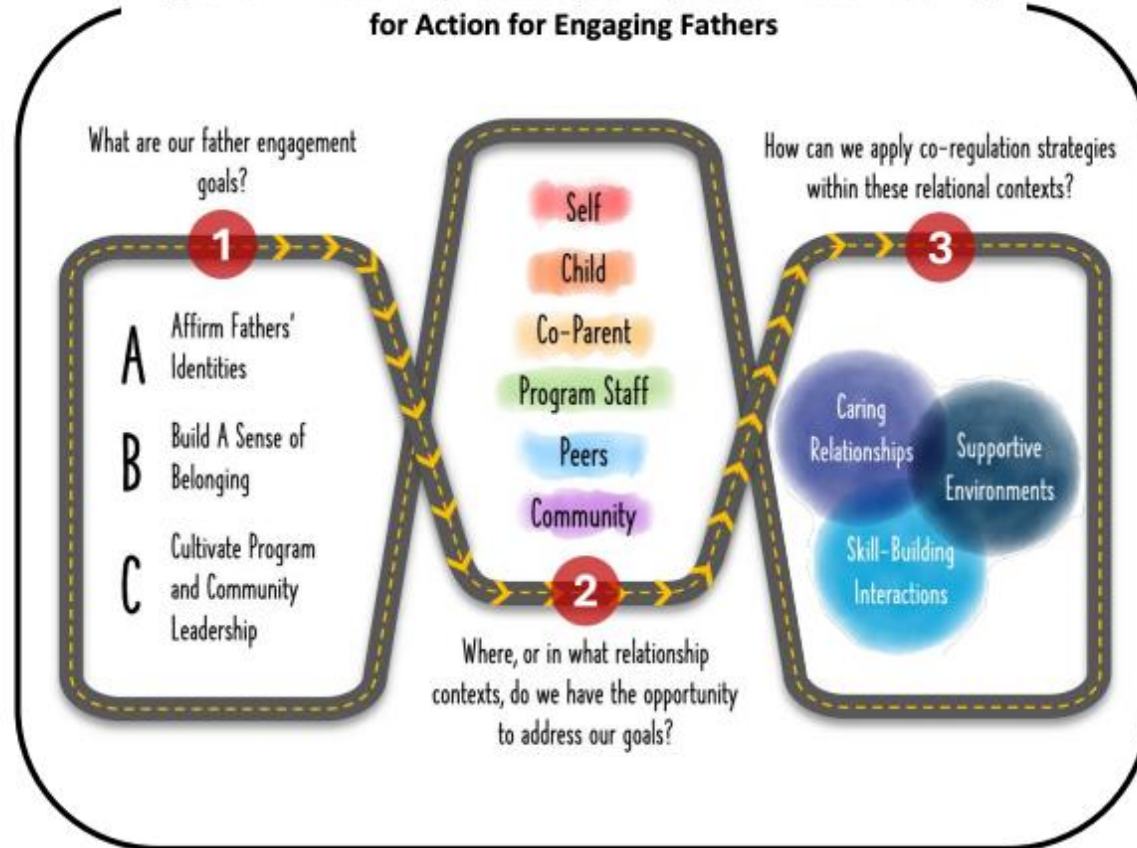 for Action for Engaging Fathers
What are our father engagement
goals?
1
A
Affirm Fathers'
Identities
B
Build A Sense of
Belonging
C
Cultivate Program
and Community
Leadership
Self
Child
Co-Parent
Program Staff
Peers
Community
2
Where, or in what relationship
contexts, do we have the opportunity
to address our goals?
How can we apply co-regulation strategies
within these relational contexts?
3
Caring
Relationships
Supportive
Environments
Skill-Building
Interactions